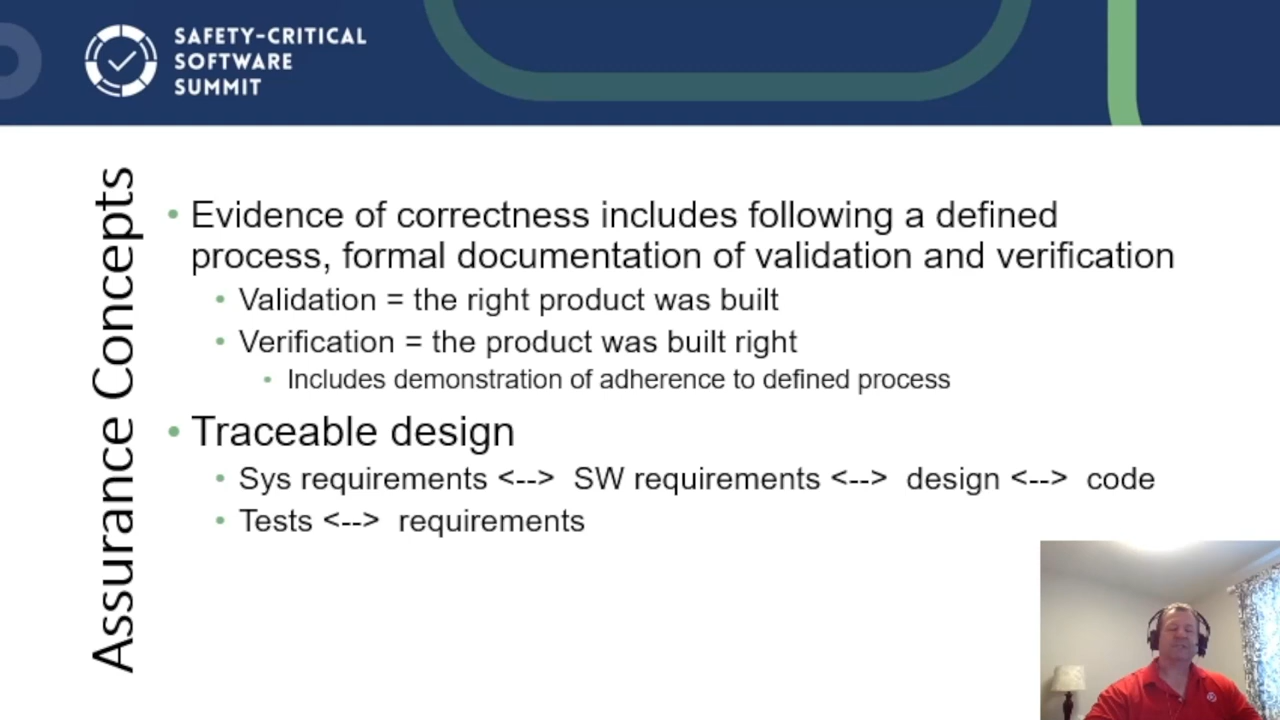 SAFETY-CRITICAL
SOFTWARE
SUMMIT
Assurance Concepts
• Evidence of correctness includes following a defined
process, formal documentation of validation and verification
• Validation = the right product was built
• Verification = the product was built right
• Includes demonstration of adherence to defined process
• Traceable design
• Sys requirements <--> SW requirements <--> design <--> code
• Tests <--> requirements